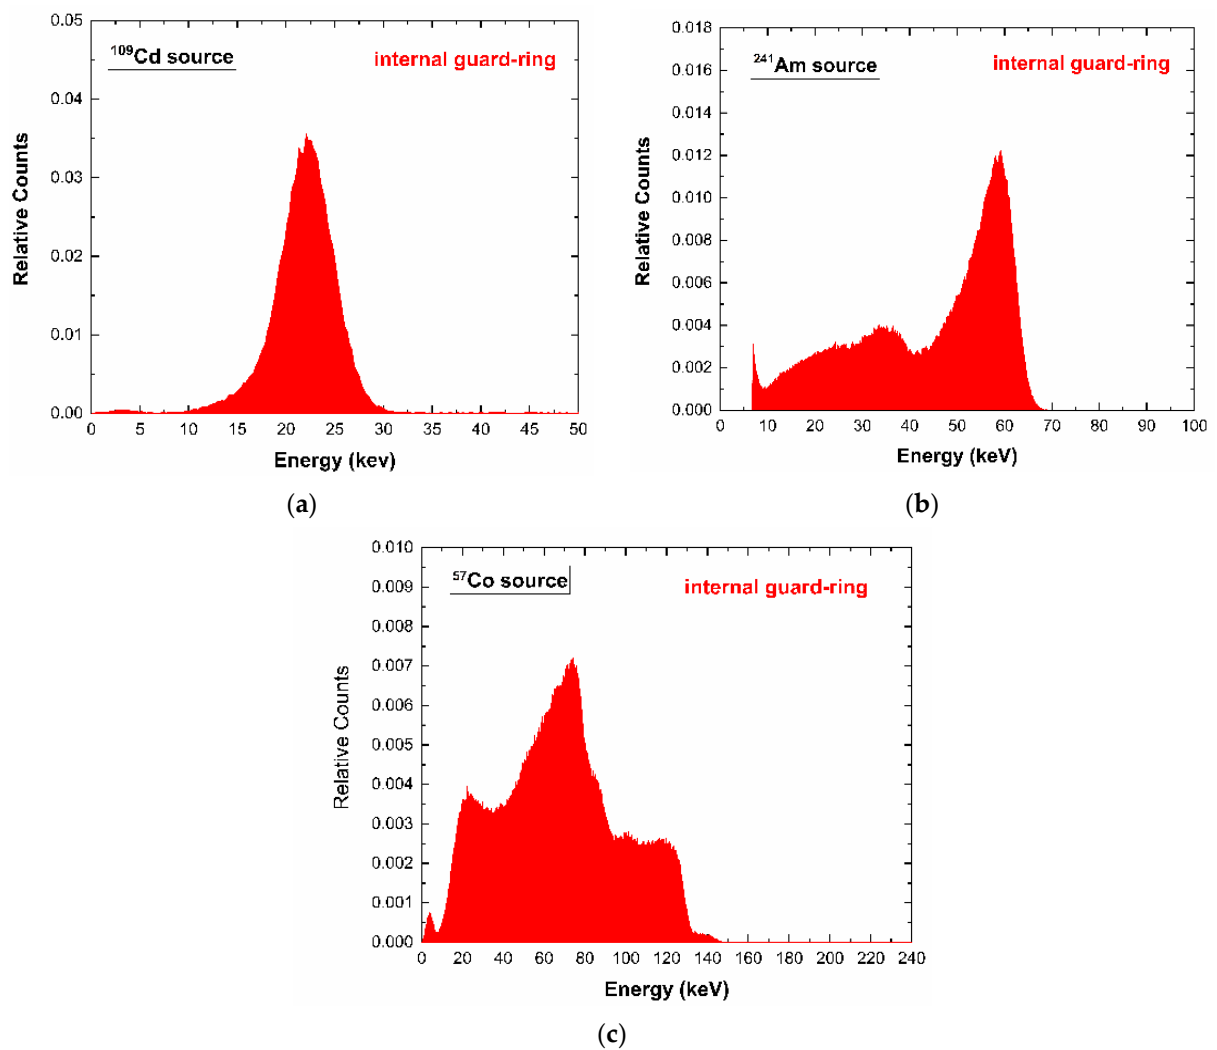 0.05
0.04
0.03
0.02
0.01
0.00
Relative Counts
109Cd source
internal guard-ring
0 5 10 15 20 25 30 35 40 45 50
Energy (kev)
(a)
0.018
0.016
0.014
0.012
0.010
0.008
0.006
0.004
0.002
0.000
Relative Counts
241Am source
internal guard-ring
0 10 20 30 40 50 60 70 80 90 100
Energy (keV)
(b)
0.010
0.009
0.008
0.007
0.006
0.005
0.004
0.003
0.002
0.001
0.000
Relative Counts
57Co source
internal guard-ring
0 20 40 60 80 100 120 140 160 180 200 220 240
Energy (keV)
(c)